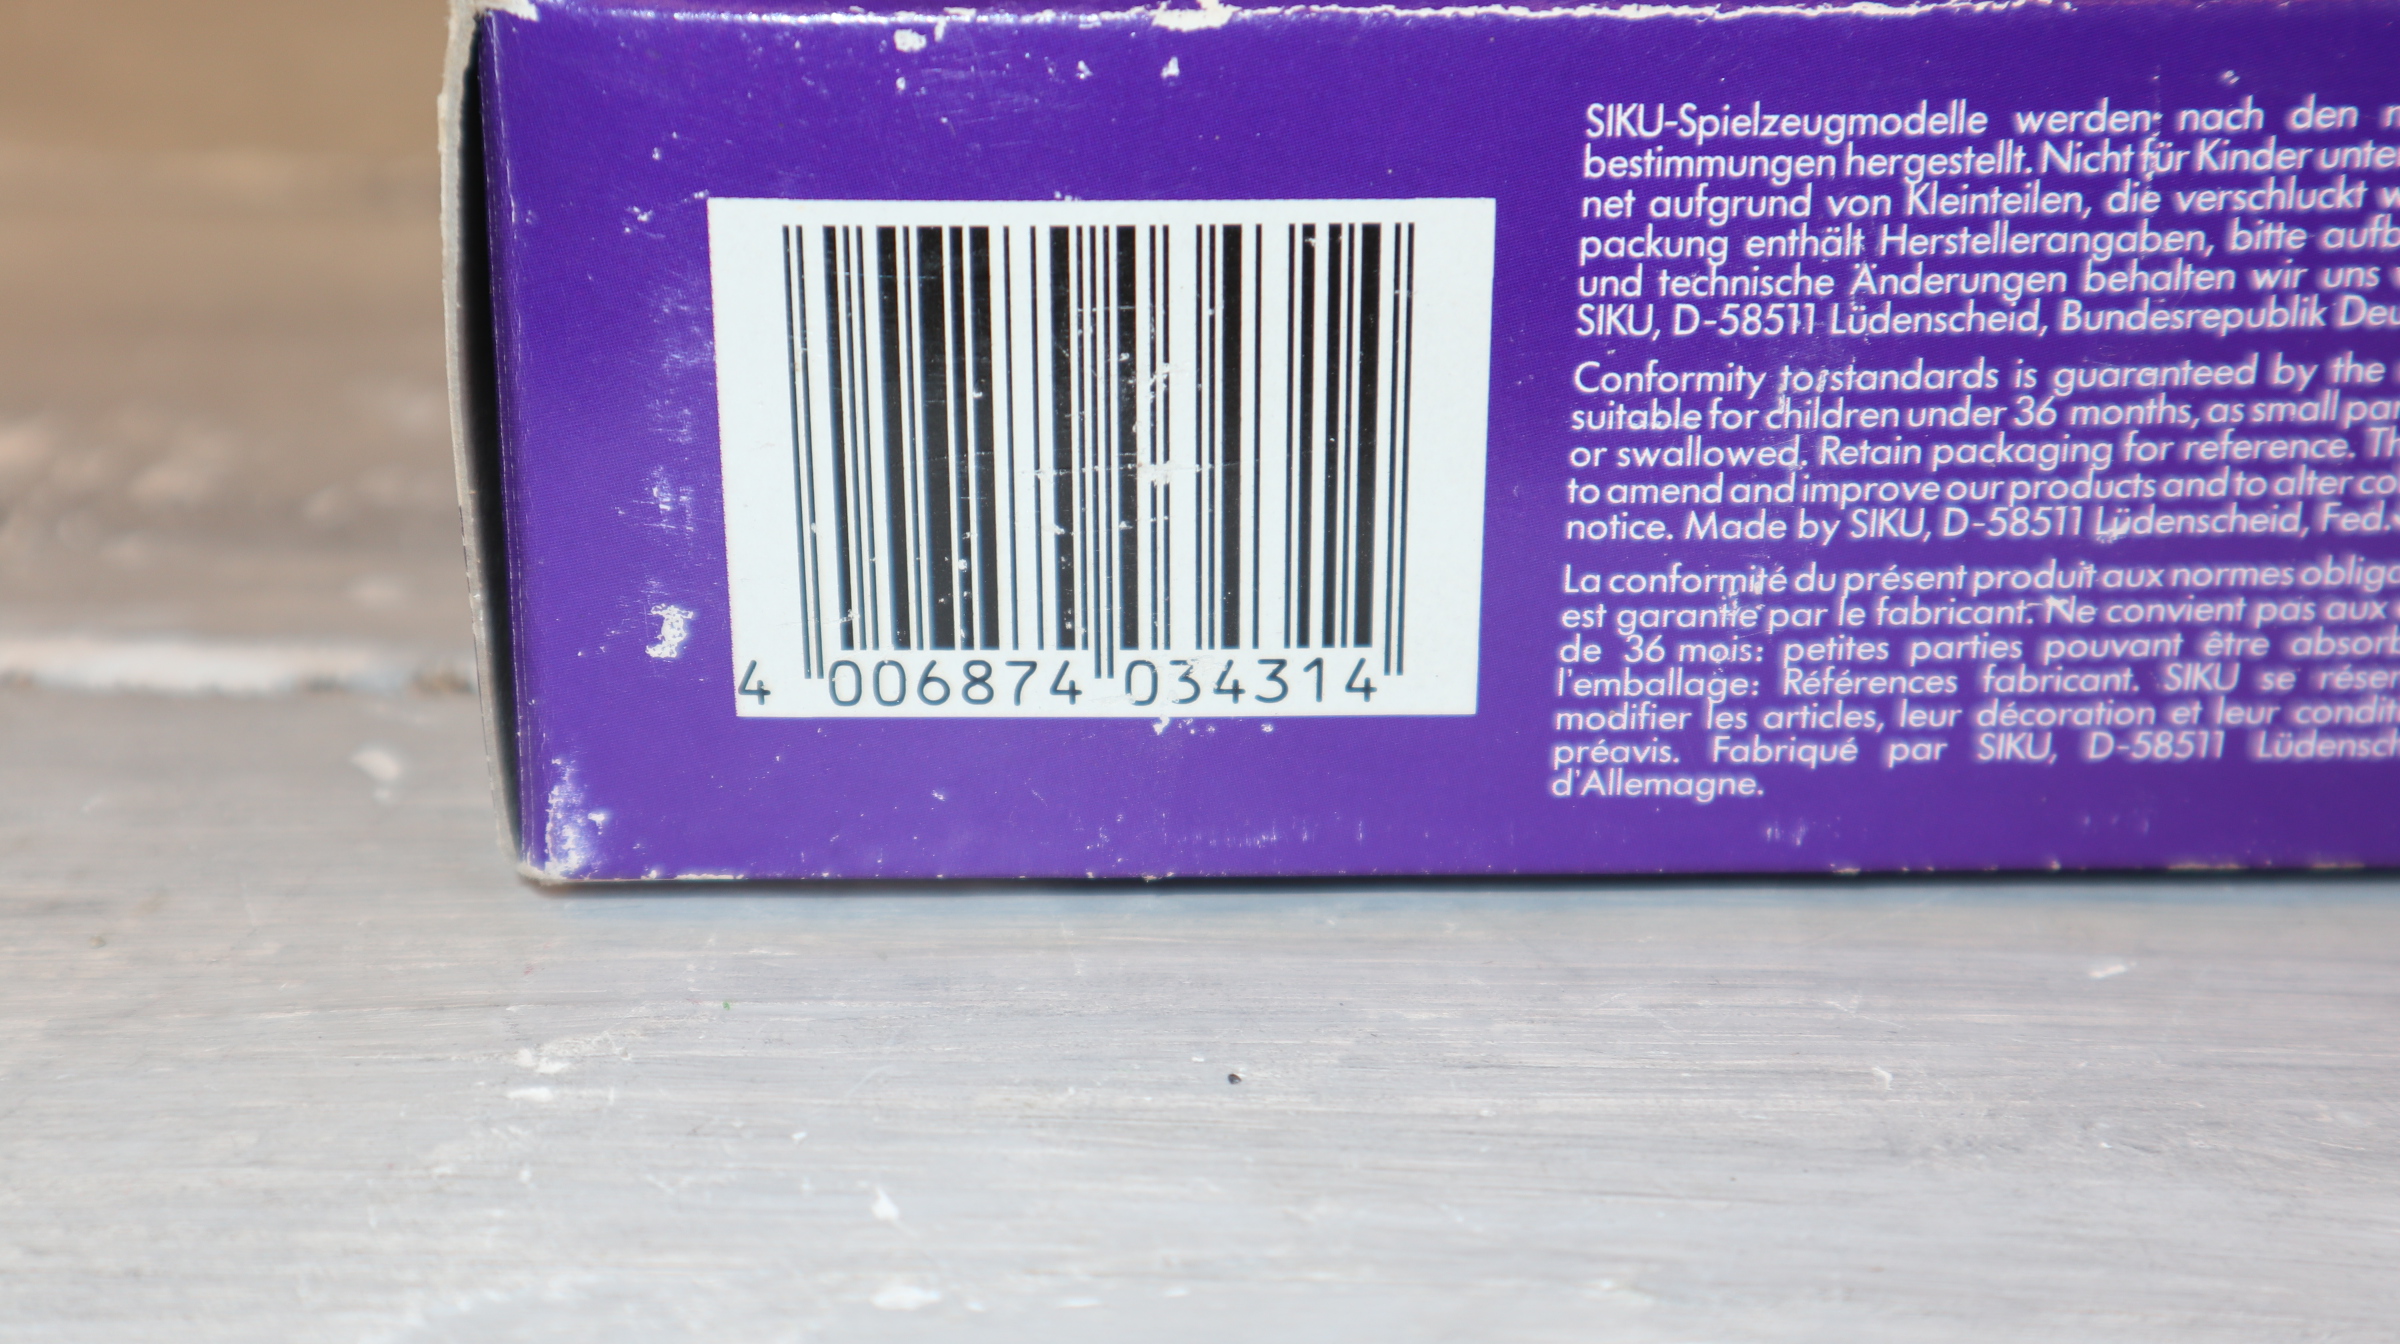 4 006874 034314
SIKU-Spielzeugmodelle werden nach den
bestimmungen hergestellt. Nicht für Kinder
net aufgrund von Kleinteilen, die verschluckt
packung enthält Herstellerangaben, bitte
und technische Änderungen behalten wir uns
SIKU, D-58511 Lüdenscheid, Bundesrepublik
Conformity to standards is guaranteed by the
suitable for children under 36 months, as small
or swallowed. Retain packaging for reference.
to amend and improve our products and to alter
notice. Made by SIKU, D-58511 Lüdenscheid, Fed.
La conformité du présent produit aux normes
est garantie par le fabricant. Ne convient pas aux
de 36 mois: petites parties pouvant être
l'emballage: Références fabricant. SIKU se
modifier les articles, leur décoration et leur
préavis. Fabriqué par SIKU, D-58511
d'Allemagne.